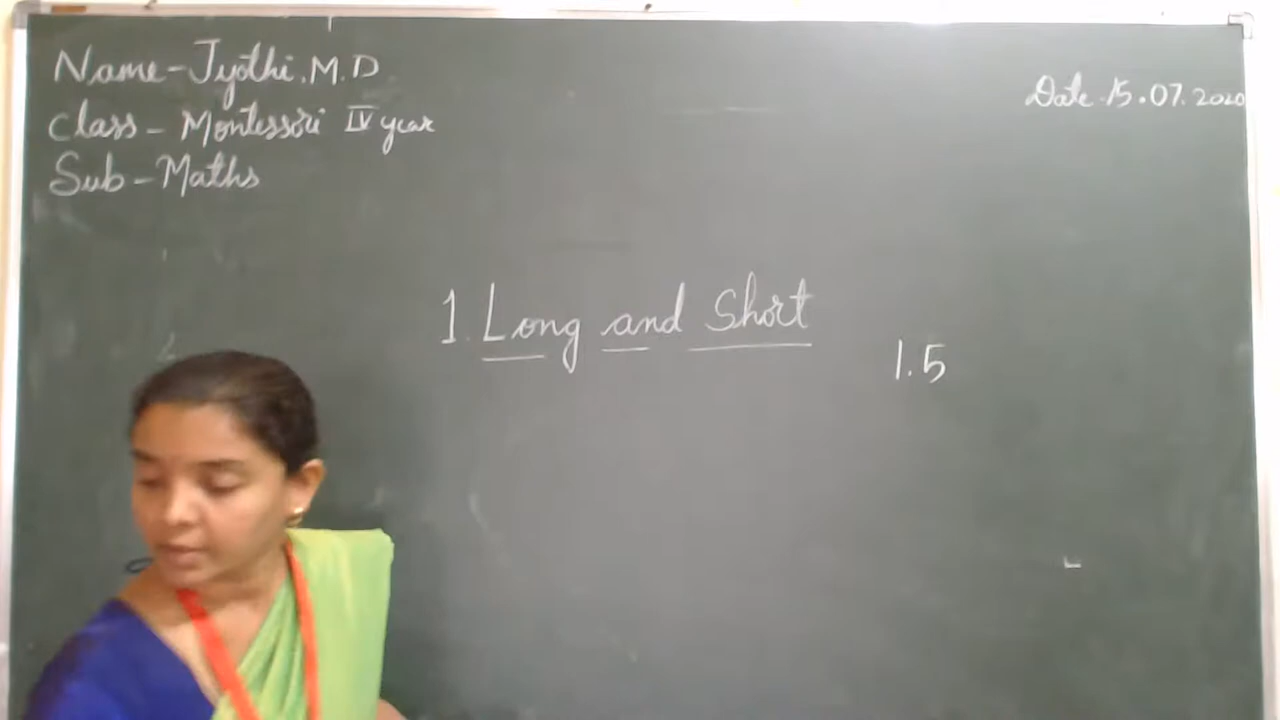 Name-Jyothi.M.D
Class - Montessori IV year
Sub-Maths
Date-15.07.2020
1. Long and Short
1.5